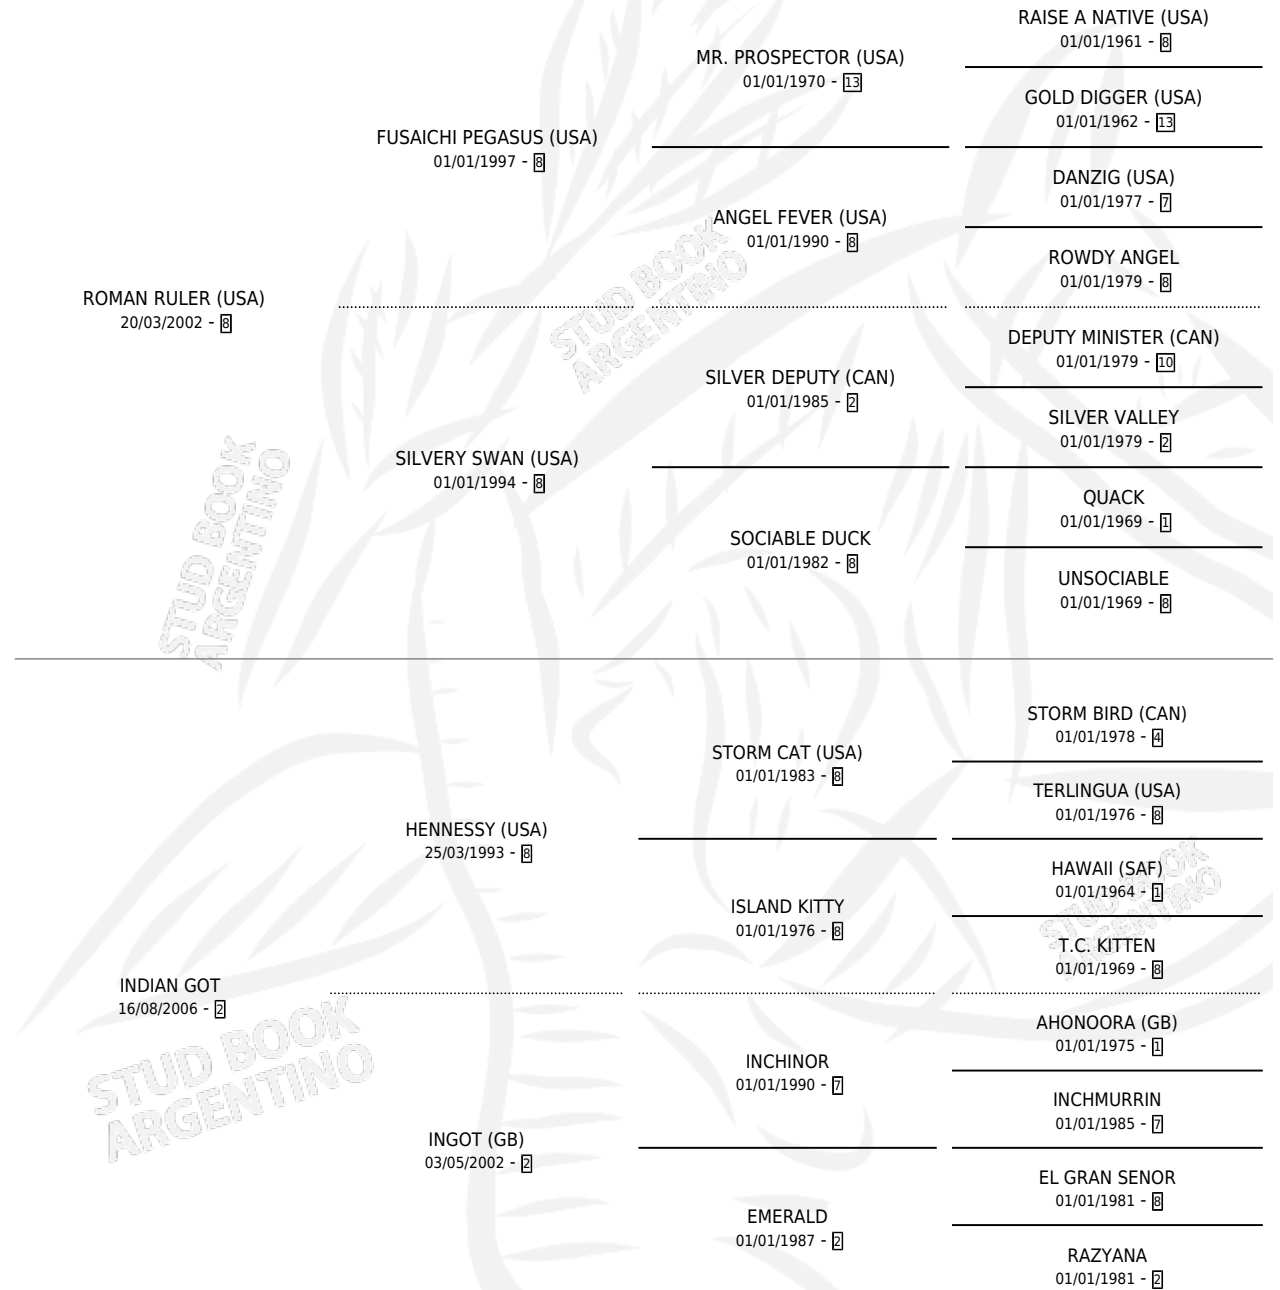 RAISE A NATIVE (USA)
01/01/1961 - 8
MR. PROSPECTOR (USA)
01/01/1970 - 13
GOLD DIGGER (USA)
01/01/1962 - 13
FUSAICHI PEGASUS (USA)
01/01/1997 - 8
DANZIG (USA)
01/01/1977 - 7
ANGEL FEVER (USA)
01/01/1990 - 8
ROWDY ANGEL
01/01/1979 - 8
ROMAN RULER (USA)
20/03/2002 - 8
STUD BOOK
ARGENTINO
DEPUTY MINISTER (CAN)
01/01/1979 - 10
SILVER DEPUTY (CAN)
01/01/1985 - 2
SILVER VALLEY
01/01/1979 - 2
SILVERY SWAN (USA)
01/01/1994 - 8
QUACK
01/01/1969 - 1
SOCIABLE DUCK
01/01/1982 - 8
UNSOCIABLE
01/01/1969 - 8
STUD BOOK
ARGENTINO
STORM BIRD (CAN)
01/01/1978 - 4
STORM CAT (USA)
01/01/1983 - 8
TERLINGUA (USA)
01/01/1976 - 8
HENNESSY (USA)
25/03/1993 - 8
HAWAII (SAF)
01/01/1964 - 1
ISLAND KITTY
01/01/1976 - 8
STUD BOOK
ARGENTINO
T.C. KITTEN
01/01/1969 - 8
INDIAN GOT
16/08/2006 - 2
STUD BOOK
ARGENTINO
AHONOORA (GB)
01/01/1975 - 1
INCHINOR
01/01/1990 - 7
INCHMURRIN
01/01/1985 - 7
INGOT (GB)
03/05/2002 - 2
EL GRAN SENOR
01/01/1981 - 8
EMERALD
01/01/1987 - 2
RAZYANA
01/01/1981 - 2